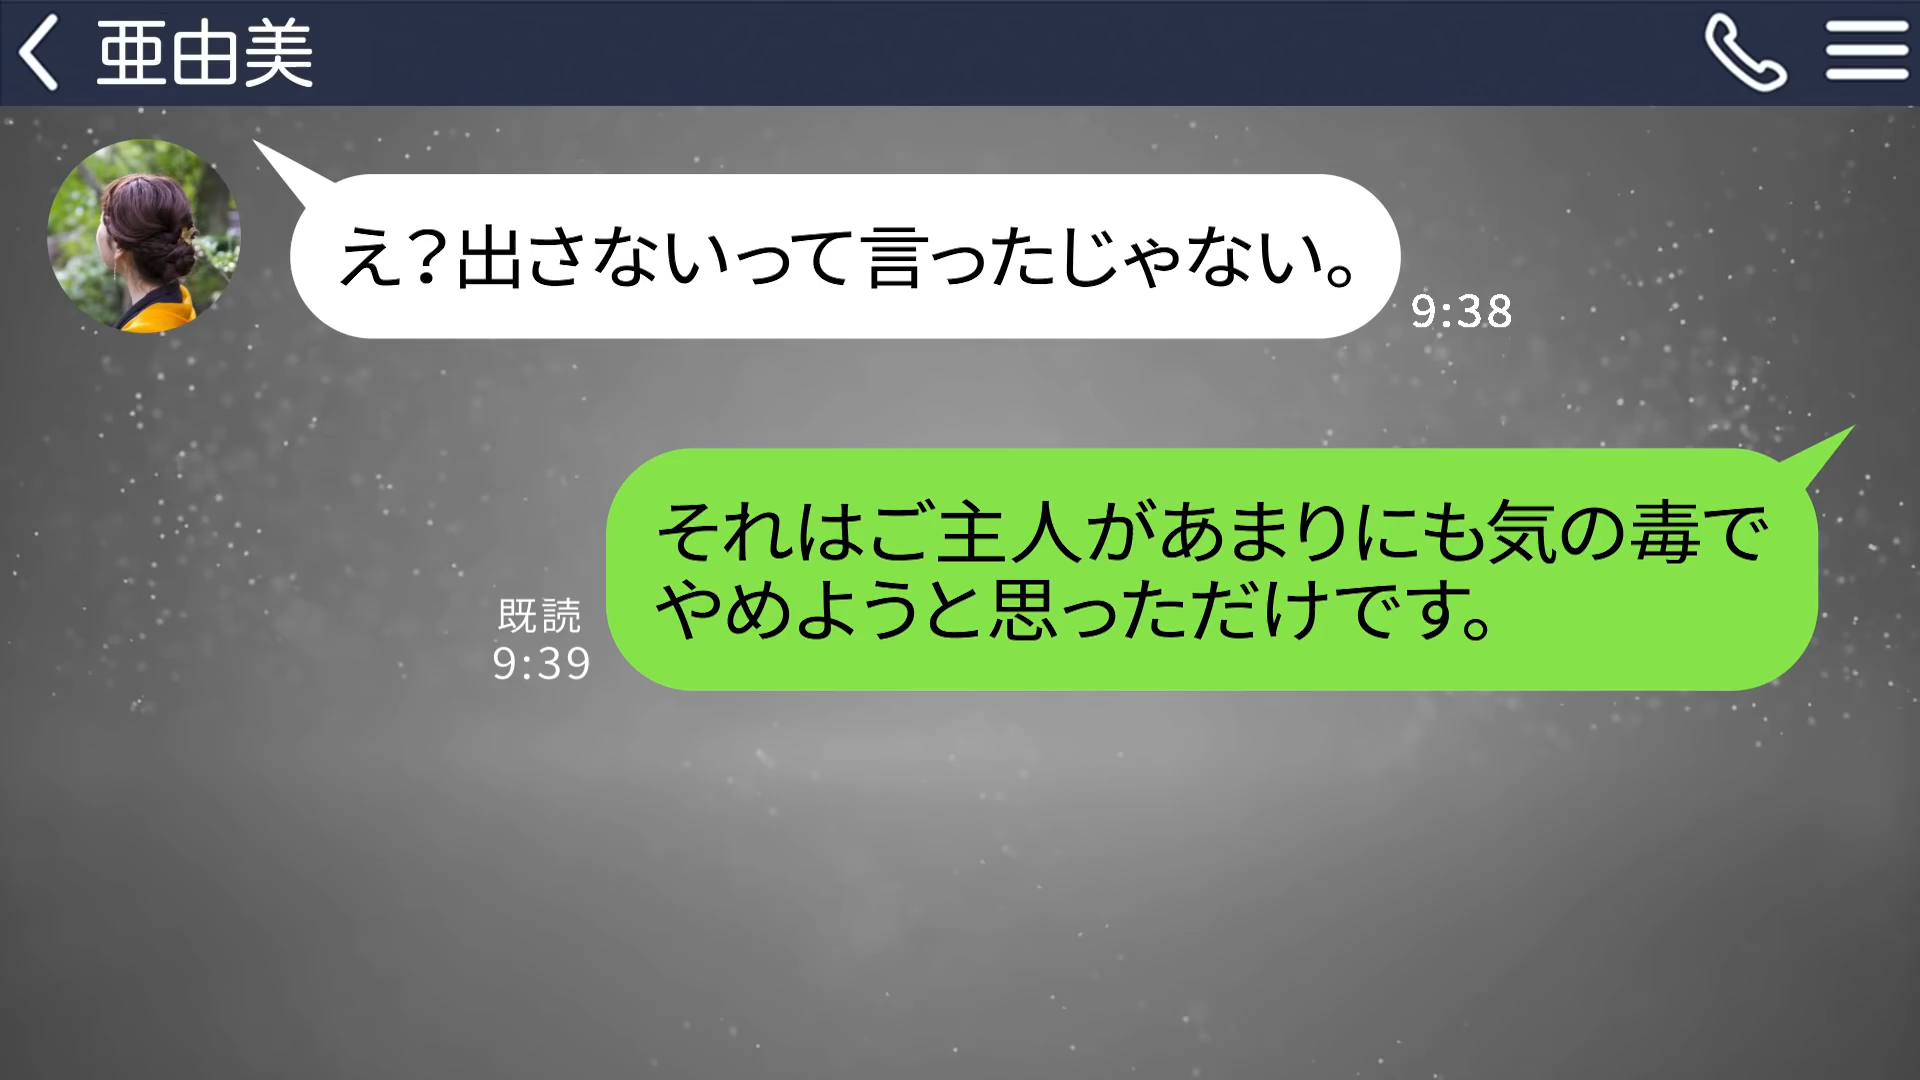 亜由美
え？出さないって言ったじゃない。
9:38
それはご主人があまりにも気の毒で
やめようと思っただけです。
既読
9:39